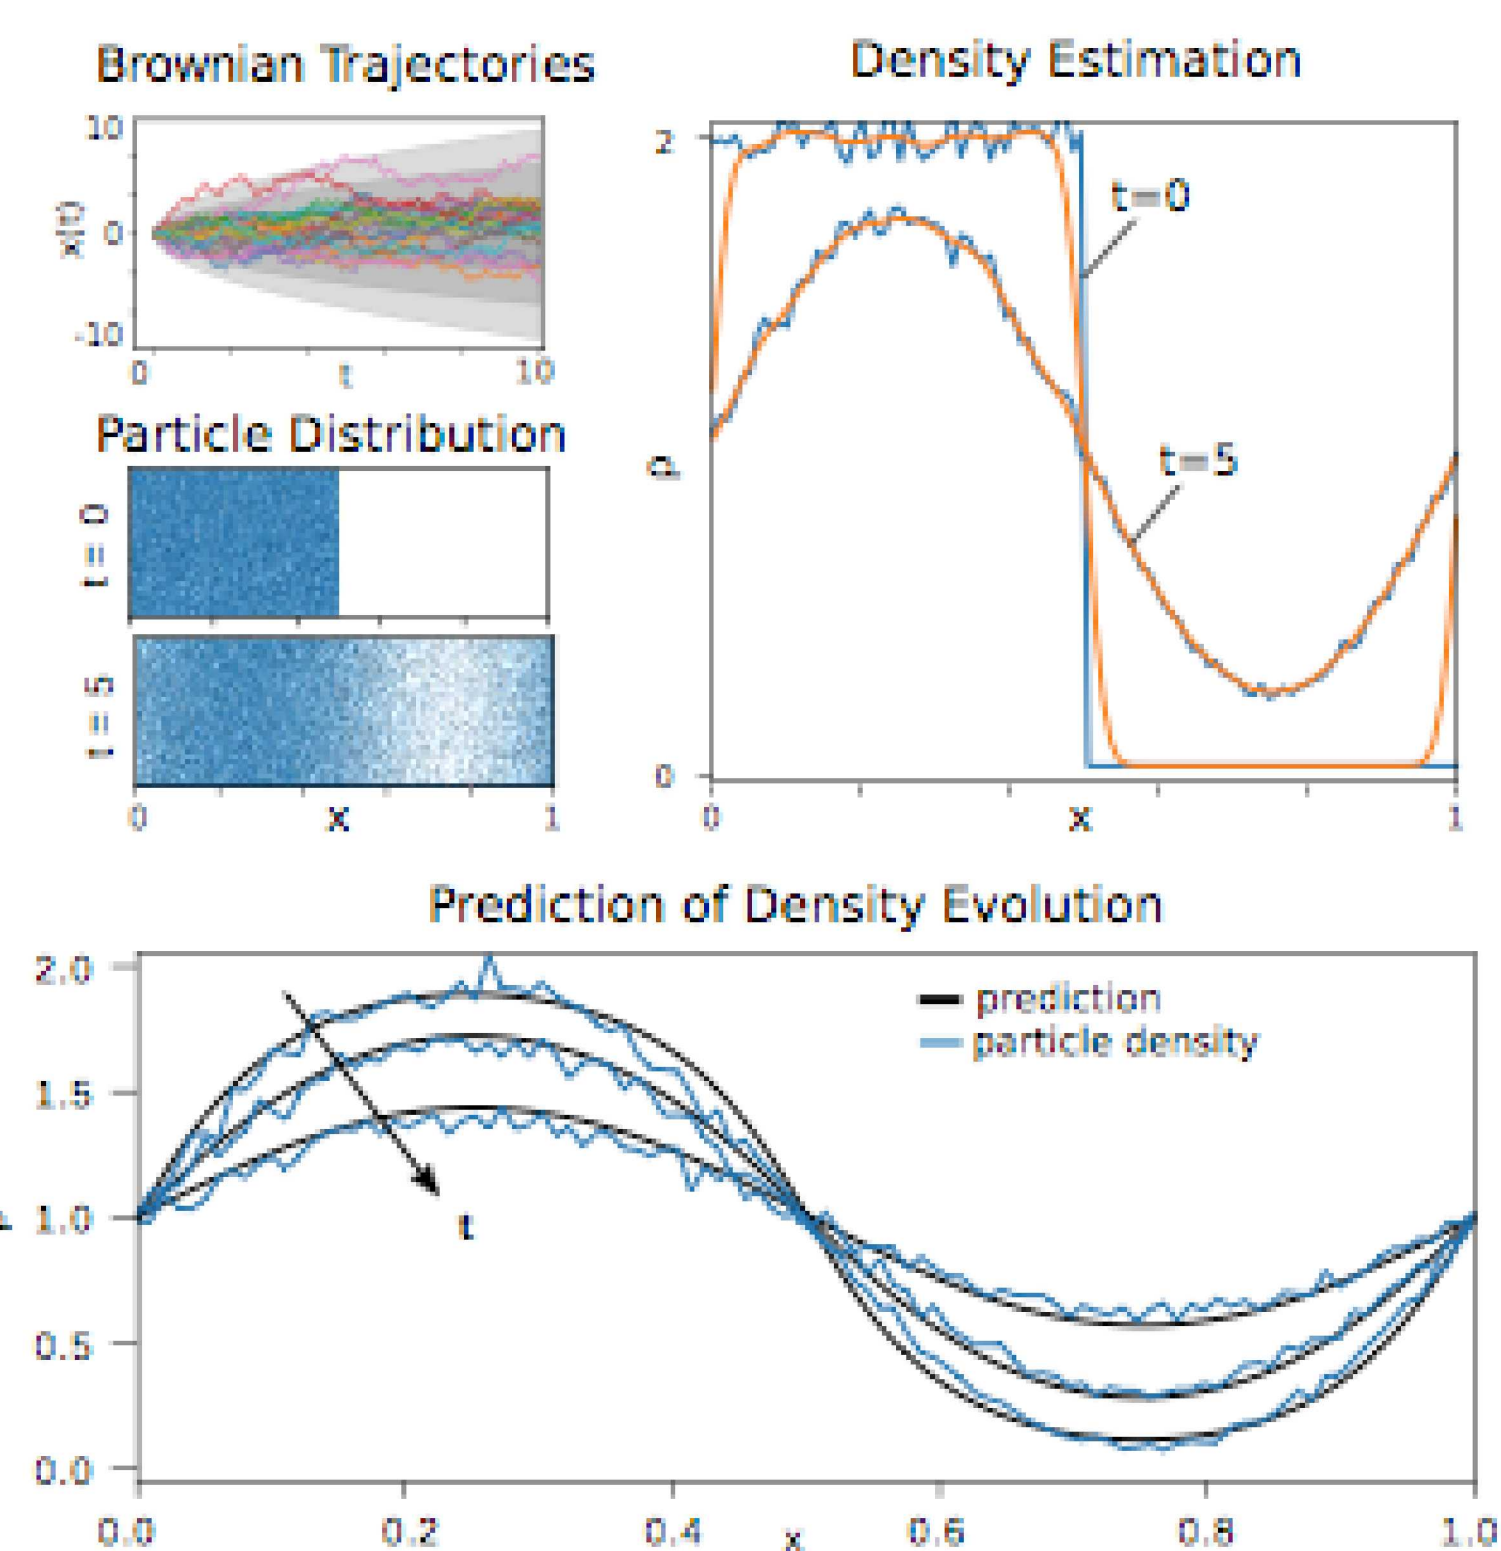 Brownian Trajectories
10
x(t)
0
-10
0
t
10
Particle Distribution
t = 0
t = 5
0
x
1
Density Estimation
2
t=0
ρ
t=5
0
0
x
1
Prediction of Density Evolution
2.0
prediction
particle density
1.5
1.0
t
0.5
0.0
0.0
0.2
0.4
x
0.6
0.8
1.0